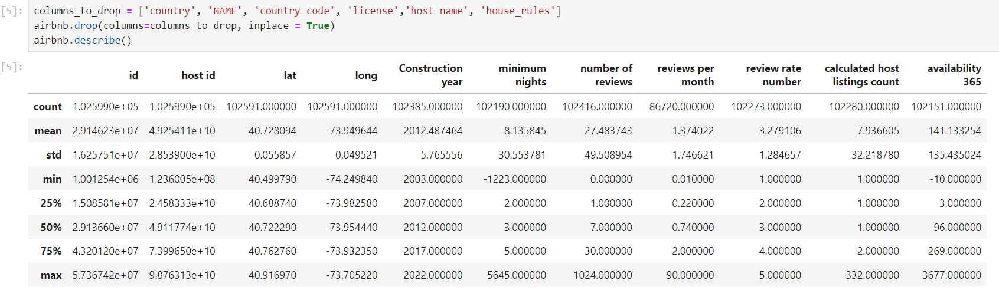 [5]: columns_to_drop = ['country', 'NAME', 'country code', 'license','host name', 'house_rules']
airbnb.drop(columns=columns_to_drop, inplace = True)
airbnb.describe()
[5]:
id host id lat long Construction year minimum nights number of reviews reviews per month review rate number calculated host listings count availability 365
count 1.025990e+05 1.025990e+05 102591.000000 102591.000000 102385.000000 102190.000000 102416.000000 86720.000000 102273.000000 102280.000000 102151.000000
mean 2.914623e+07 4.925411e+10 40.728094 -73.949644 2012.487464 8.135845 27.483743 1.374022 3.279106 7.936605 141.133254
std 1.625751e+07 2.853900e+10 0.055857 0.049521 5.765556 30.553781 49.508954 1.746621 1.284657 32.218780 135.435024
min 1.001254e+06 1.236005e+08 40.499790 -74.249840 2003.000000 -1223.000000 0.000000 0.010000 1.000000 1.000000 -10.000000
25% 1.508581e+07 2.458333e+10 40.688740 -73.982580 2007.000000 2.000000 1.000000 0.220000 2.000000 1.000000 3.000000
50% 2.913660e+07 4.911774e+10 40.722290 -73.954440 2012.000000 3.000000 7.000000 0.740000 3.000000 1.000000 96.000000
75% 4.320120e+07 7.399650e+10 40.762760 -73.932350 2017.000000 5.000000 30.000000 2.000000 4.000000 2.000000 269.000000
max 5.736742e+07 9.876313e+10 40.916970 -73.705220 2022.000000 5645.000000 1024.000000 90.000000 5.000000 332.000000 3677.000000